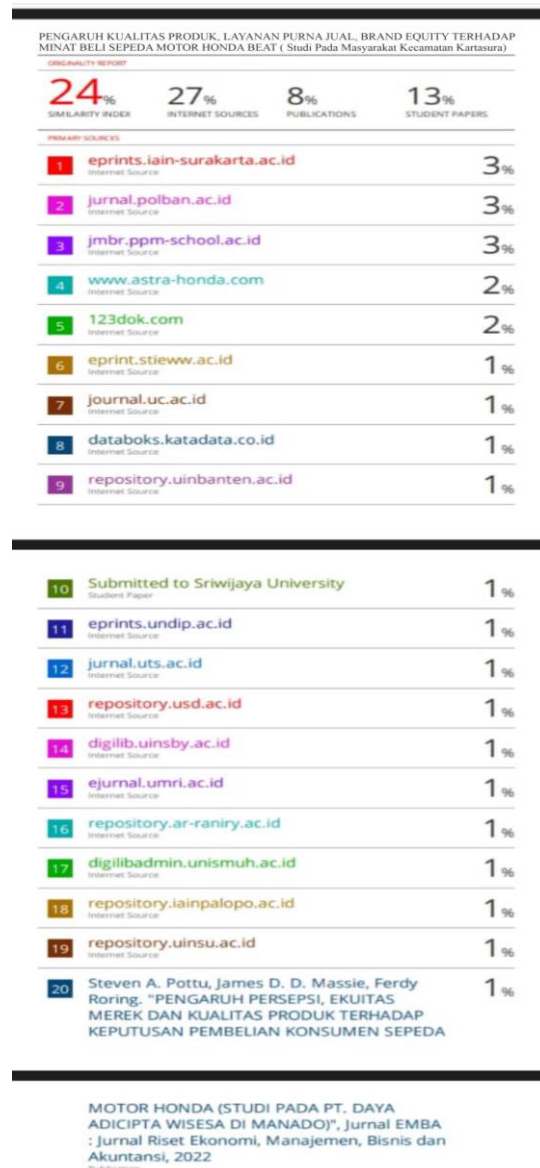 PENGARUH KUALITAS PRODUK, LAYANAN PURNA JUAL, BRAND EQUITY TERHADAP
MINAT BELI SEPEDA MOTOR HONDA BEAT ( Studi Pada Masyarakat Kecamatan Kartasura)
ORIGINALITY REPORT
24% 27% 8% 13%
SIMILARITY INDEX INTERNET SOURCES PUBLICATIONS STUDENT PAPERS
PRIMARY SOURCES
1 eprints.iain-surakarta.ac.id 3%
Internet Source
2 jurnal.polban.ac.id 3%
Internet Source
3 jmbr.ppm-school.ac.id 3%
Internet Source
4 www.astra-honda.com 2%
Internet Source
5 123dok.com 2%
Internet Source
6 eprint.stieww.ac.id 1%
Internet Source
7 journal.uc.ac.id 1%
Internet Source
8 databoks.katadata.co.id 1%
Internet Source
9 repository.uinbanten.ac.id 1%
Internet Source
10 Submitted to Sriwijaya University 1%
Student Paper
11 eprints.undip.ac.id 1%
Internet Source
12 jurnal.uts.ac.id 1%
Internet Source
13 repository.usd.ac.id 1%
Internet Source
14 digilib.uinsby.ac.id 1%
Internet Source
15 ejurnal.umri.ac.id 1%
Internet Source
16 repository.ar-raniry.ac.id 1%
Internet Source
17 digilibadmin.unismuh.ac.id 1%
Internet Source
18 repository.iainpalopo.ac.id 1%
Internet Source
19 repository.uinsu.ac.id 1%
Internet Source
20 Steven A. Pottu, James D. D. Massie, Ferdy 1%
Roring. "PENGARUH PERSEPSI, EKUITAS
MEREK DAN KUALITAS PRODUK TERHADAP
KEPUTUSAN PEMBELIAN KONSUMEN SEPEDA
MOTOR HONDA (STUDI PADA PT. DAYA
ADICIPTA WISESA DI MANADO)", Jurnal EMBA
: Jurnal Riset Ekonomi, Manajemen, Bisnis dan
Akuntansi, 2022
Publication